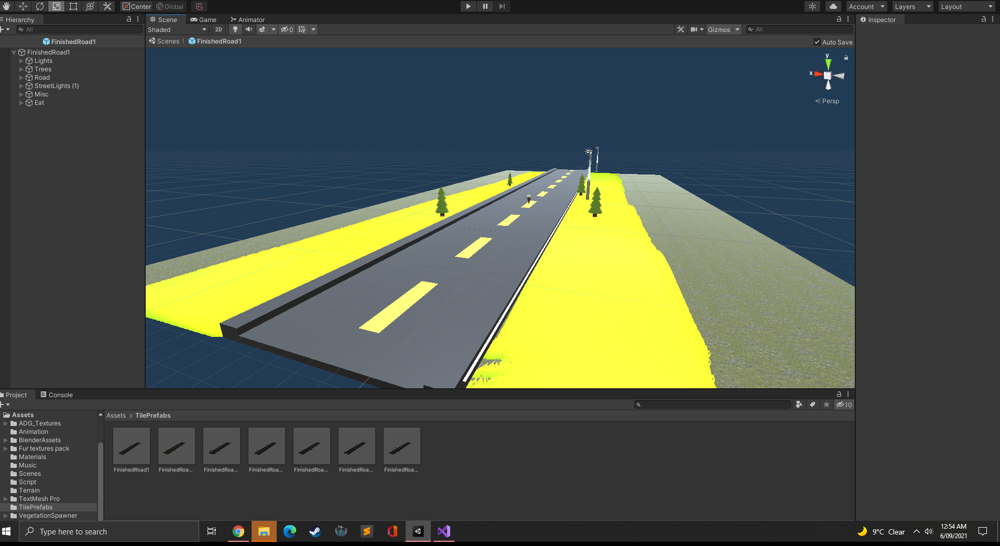 Center
Global
Account
Layers
Layout
Hierarchy
Scene
Game
Animator
Inspector
All
Shaded
2D
0
Gizmos
All
FinishedRoad1
Scenes
FinishedRoad1
Auto Save
FinishedRoad1
Lights
Trees
Road
StreetLights (1)
Misc
Eat
y
x
Persp
Project
Console
10
Assets
ADG_Textures
Animation
BlenderAssets
Fur textures pack
Materials
Music
Scenes
Script
Terrain
TextMesh Pro
TilePrefabs
VegetationSpawner
Assets > TilePrefabs
FinishedRoad1
FinishedRoa...
FinishedRoa...
FinishedRoa...
FinishedRoa...
FinishedRoa...
FinishedRoa...
Type here to search
9°C Clear
12:54 AM
6/09/2021